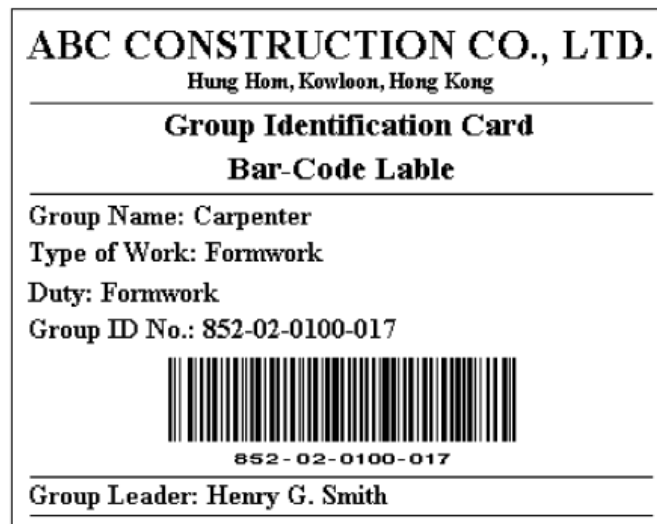 ABC CONSTRUCTION CO., LTD.
Hung Hom, Kowloon, Hong Kong
Group Identification Card
Bar-Code Lable
Group Name: Carpenter
Type of Work: Formwork
Duty: Formwork
Group ID No.: 852-02-0100-017
852-02-0100-017
Group Leader: Henry G. Smith